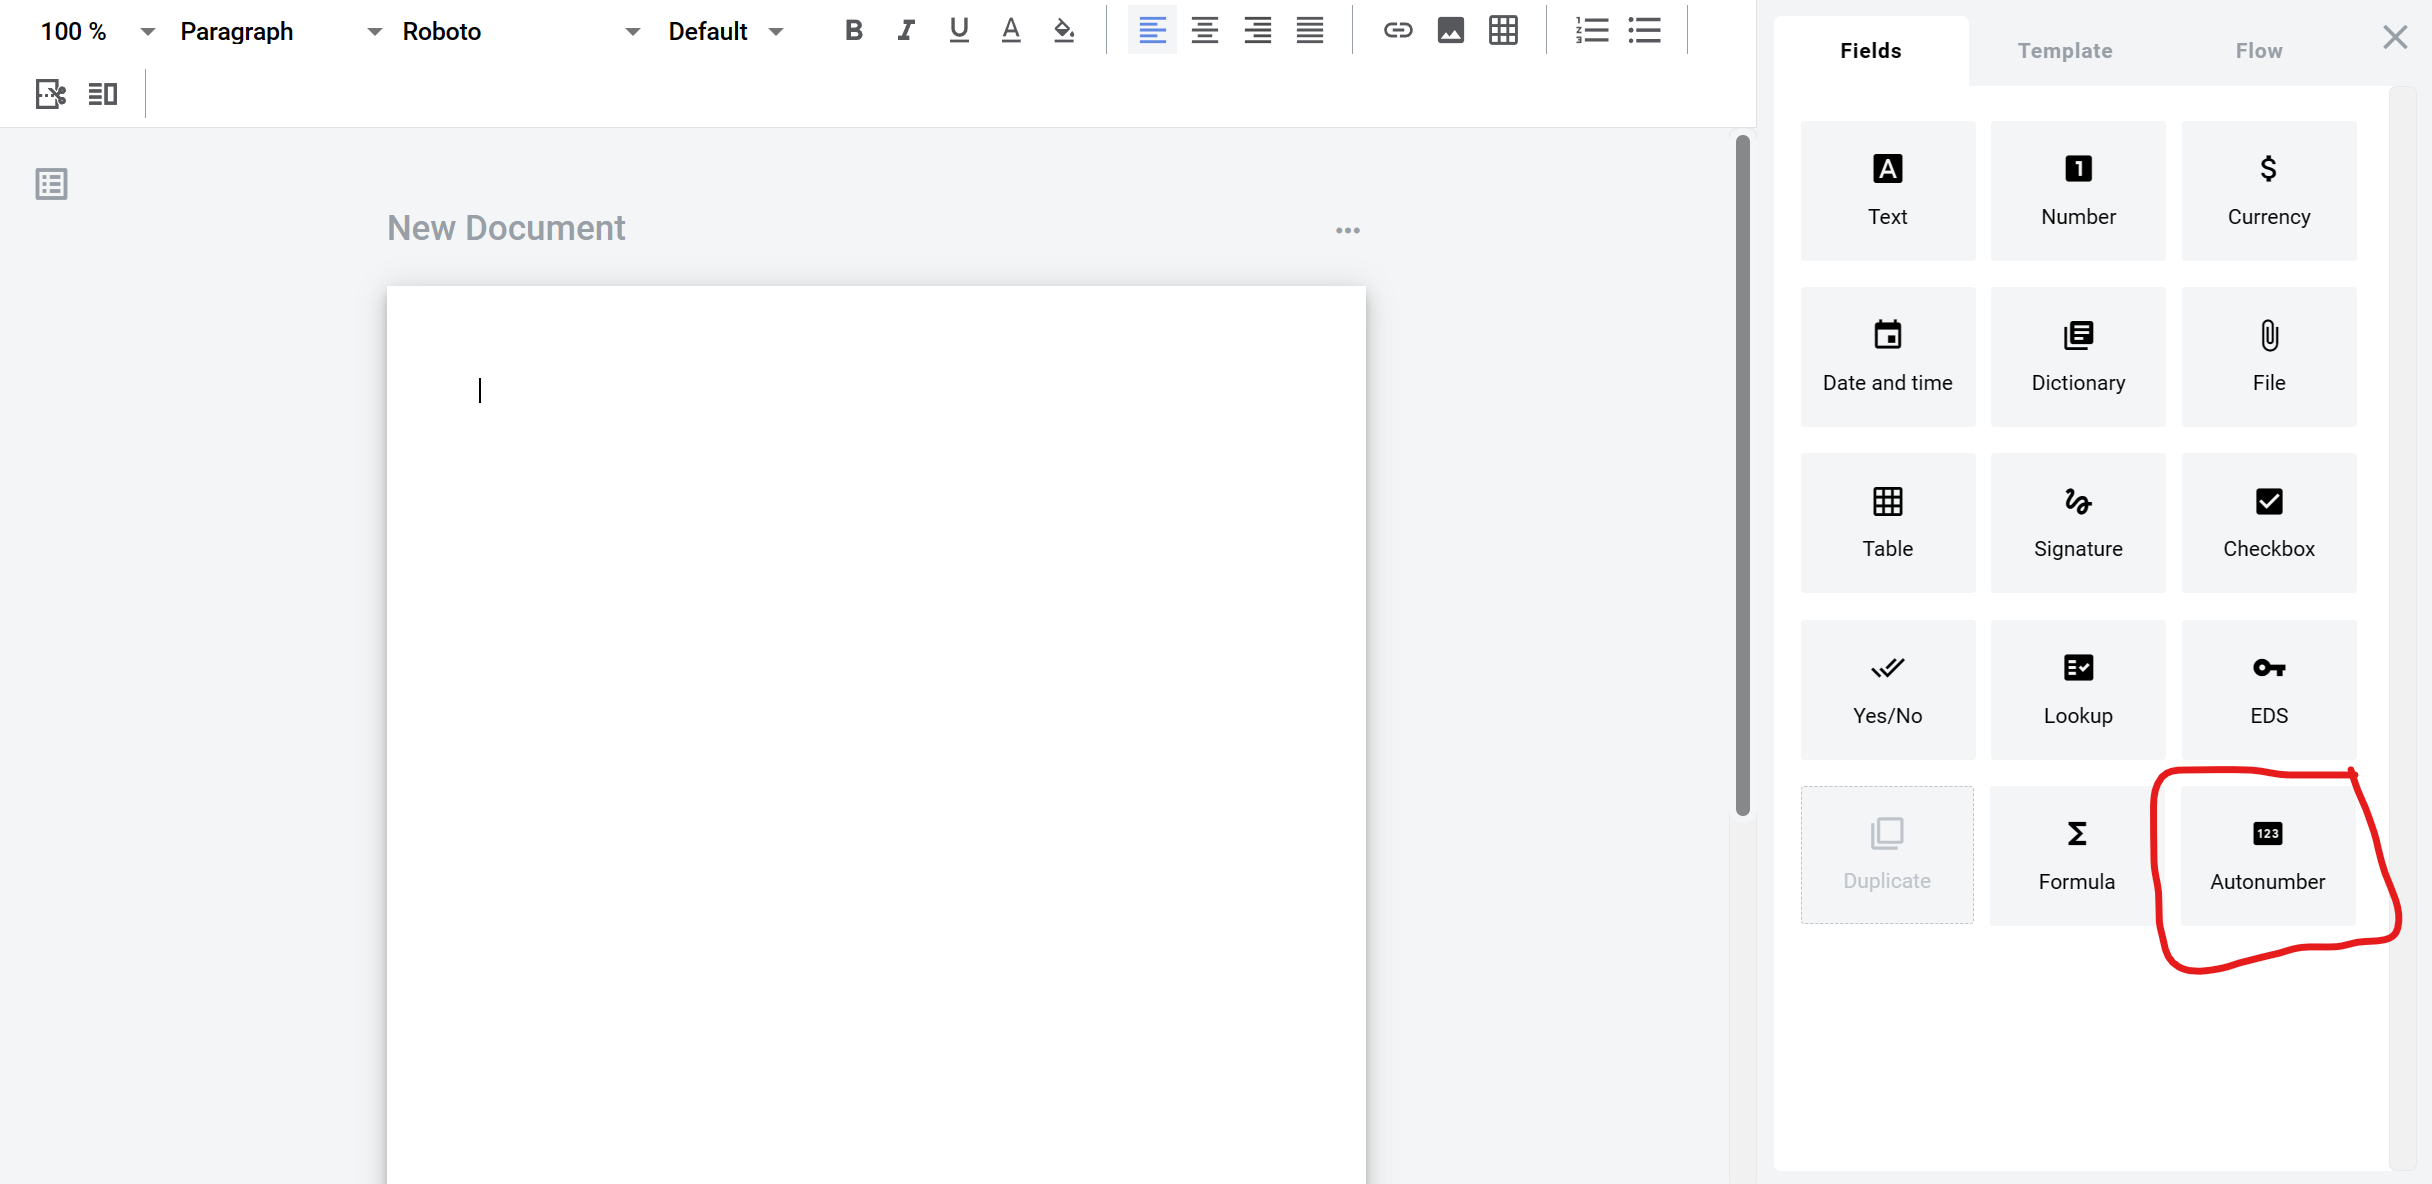 100 % Paragraph Roboto Default
Fields Template Flow
New Document
Text Number Currency
Date and time Dictionary File
Table Signature Checkbox
Yes/No Lookup EDS
Duplicate Formula Autonumber